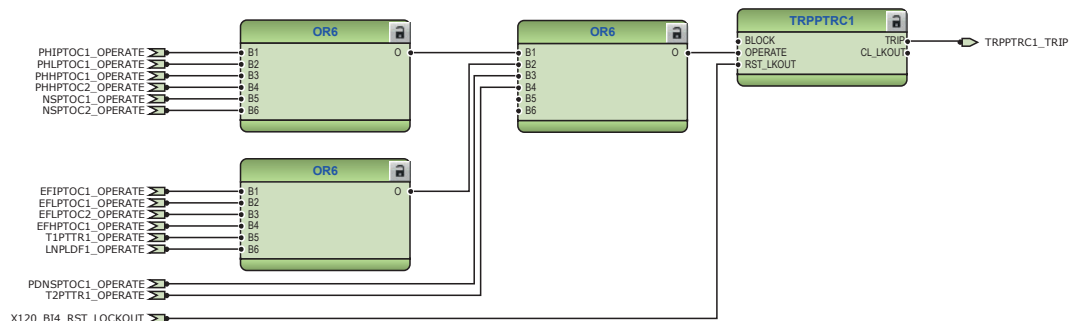 OR6
PHIPTOC1_OPERATE B1 O
PHLPTOC1_OPERATE B2
PHHPTOC1_OPERATE B3
PHHPTOC2_OPERATE B4
NSPTOC1_OPERATE B5
NSPTOC2_OPERATE B6
OR6
B1 O
B2
B3
B4
B5
B6
TRPPTRC1
BLOCK TRIP
OPERATE CL_LKOUT
RST_LKOUT
TRPPTRC1_TRIP
OR6
EFIPTOC1_OPERATE B1 O
EFLPTOC1_OPERATE B2
EFLPTOC2_OPERATE B3
EFHPTOC1_OPERATE B4
T1PTTR1_OPERATE B5
LNPLDF1_OPERATE B6
PDNSPTOC1_OPERATE
T2PTTR1_OPERATE
X120_BI4_RST_LOCKOUT